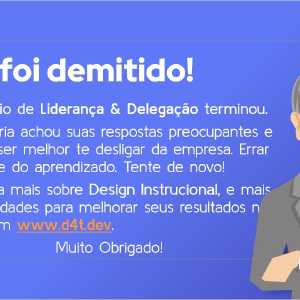 foi demitido!
io de Liderança & Delegação terminou.
ria achou suas respostas preocupantes e
ser melhor te desligar da empresa. Errar
e do aprendizado. Tente de novo!
a mais sobre Design Instrucional, e mais
dades para melhorar seus resultados n
m www.d4t.dev.
Muito Obrigado!